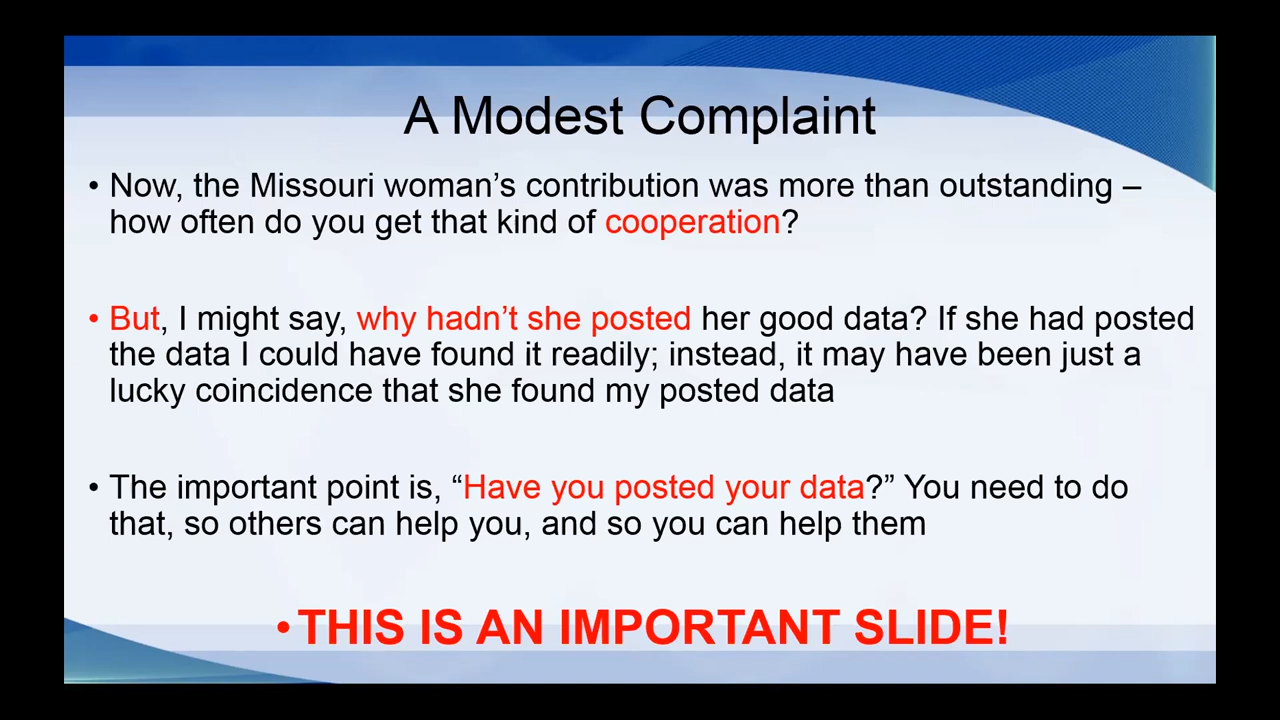 A Modest Complaint
• Now, the Missouri woman’s contribution was more than outstanding –
how often do you get that kind of cooperation?
• But, I might say, why hadn’t she posted her good data? If she had posted
the data I could have found it readily; instead, it may have been just a
lucky coincidence that she found my posted data
• The important point is, “Have you posted your data?” You need to do
that, so others can help you, and so you can help them
• THIS IS AN IMPORTANT SLIDE!